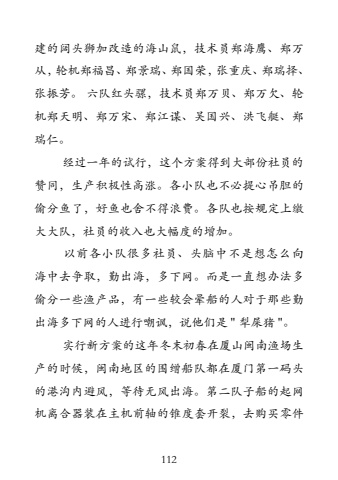 建的闽头狮加改造的海山鼠，技术员郑海鹰、郑万
从，轮机郑福昌、郑景瑞、郑国荣，张重庆、郑瑞择、
张振芳。 六队红头骡，技术员郑万贝、郑万欠、轮
机郑天明、郑万宋、郑江谋、吴国兴、洪飞艇、郑
瑞仁。
经过一年的试行，这个方案得到大部份社员的
赞同，生产积极性高涨。各小队也不必提心吊胆的
偷分鱼了，好鱼也舍不得浪费。各队也按规定上缴
大大队，社员的收入也大幅度的增加。
以前各小队很多社员、头脑中不是想怎么向
海中去争取，勤出海，多下网。而是一直想办法多
偷分一些渔产品，有一些较会晕船的人对于那些勤
出海多下网的人进行嘲讽，说他们是＂犁屎猪＂。
实行新方案的这年冬末初春在厦山闽南渔场生
产的时候，闽南地区的围缯船队都在厦门第一码头
的港沟内避风，等待无风出海。第二队子船的起网
机离合器装在主机前轴的锥度套开裂，去购买零件
112